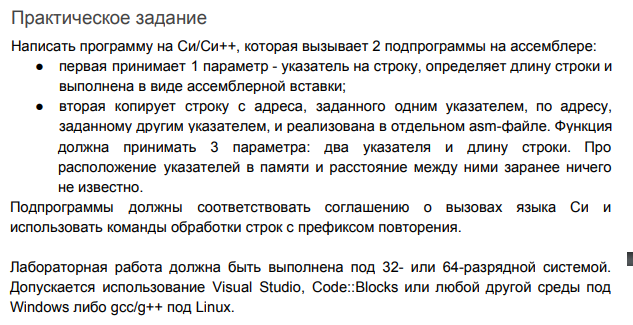 Практическое задание
Написать программу на Си/Си++, которая вызывает 2 подпрограммы на ассемблере:
● первая принимает 1 параметр - указатель на строку, определяет длину строки и
выполнена в виде ассемблерной вставки;
● вторая копирует строку с адреса, заданного одним указателем, по адресу,
заданному другим указателем, и реализована в отдельном asm-файле. Функция
должна принимать 3 параметра: два указателя и длину строки. Про
расположение указателей в памяти и расстояние между ними заранее ничего
не известно.
Подпрограммы должны соответствовать соглашению о вызовах языка Си и
использовать команды обработки строк с префиксом повторения.
Лабораторная работа должна быть выполнена под 32- или 64-разрядной системой.
Допускается использование Visual Studio, Code::Blocks или любой другой среды под
Windows либо gcc/g++ под Linux.